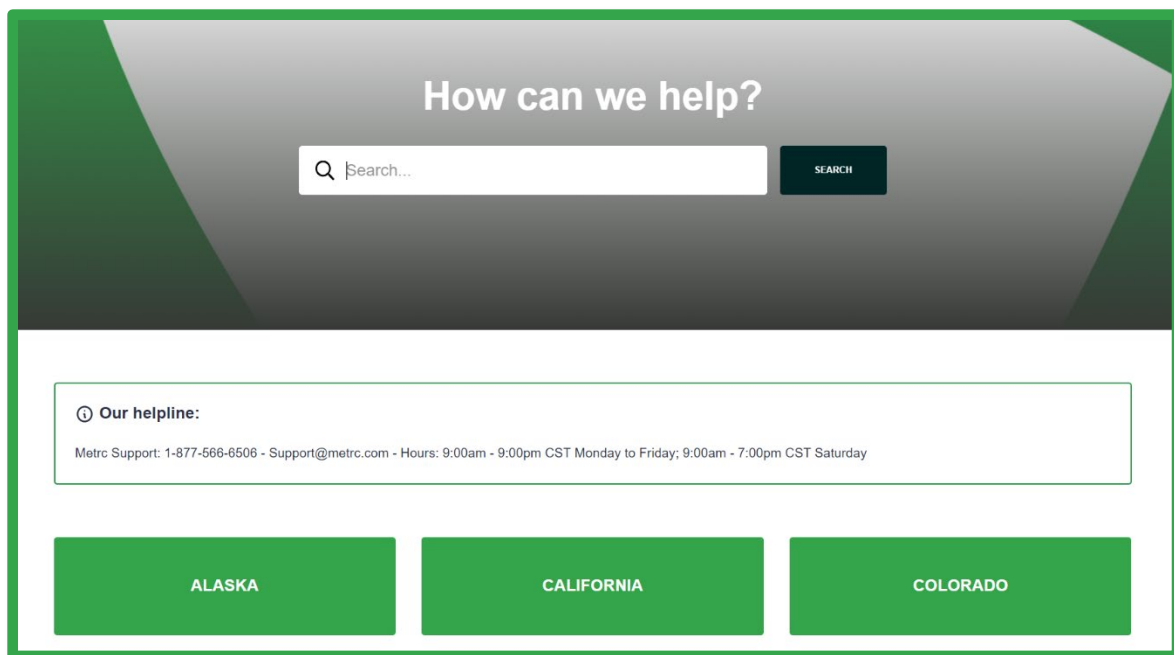 How can we help?
Search...
SEARCH
Our helpline:
Metrc Support: 1-877-566-6506 - Support@metrc.com - Hours: 9:00am - 9:00pm CST Monday to Friday; 9:00am - 7:00pm CST Saturday
ALASKA
CALIFORNIA
COLORADO